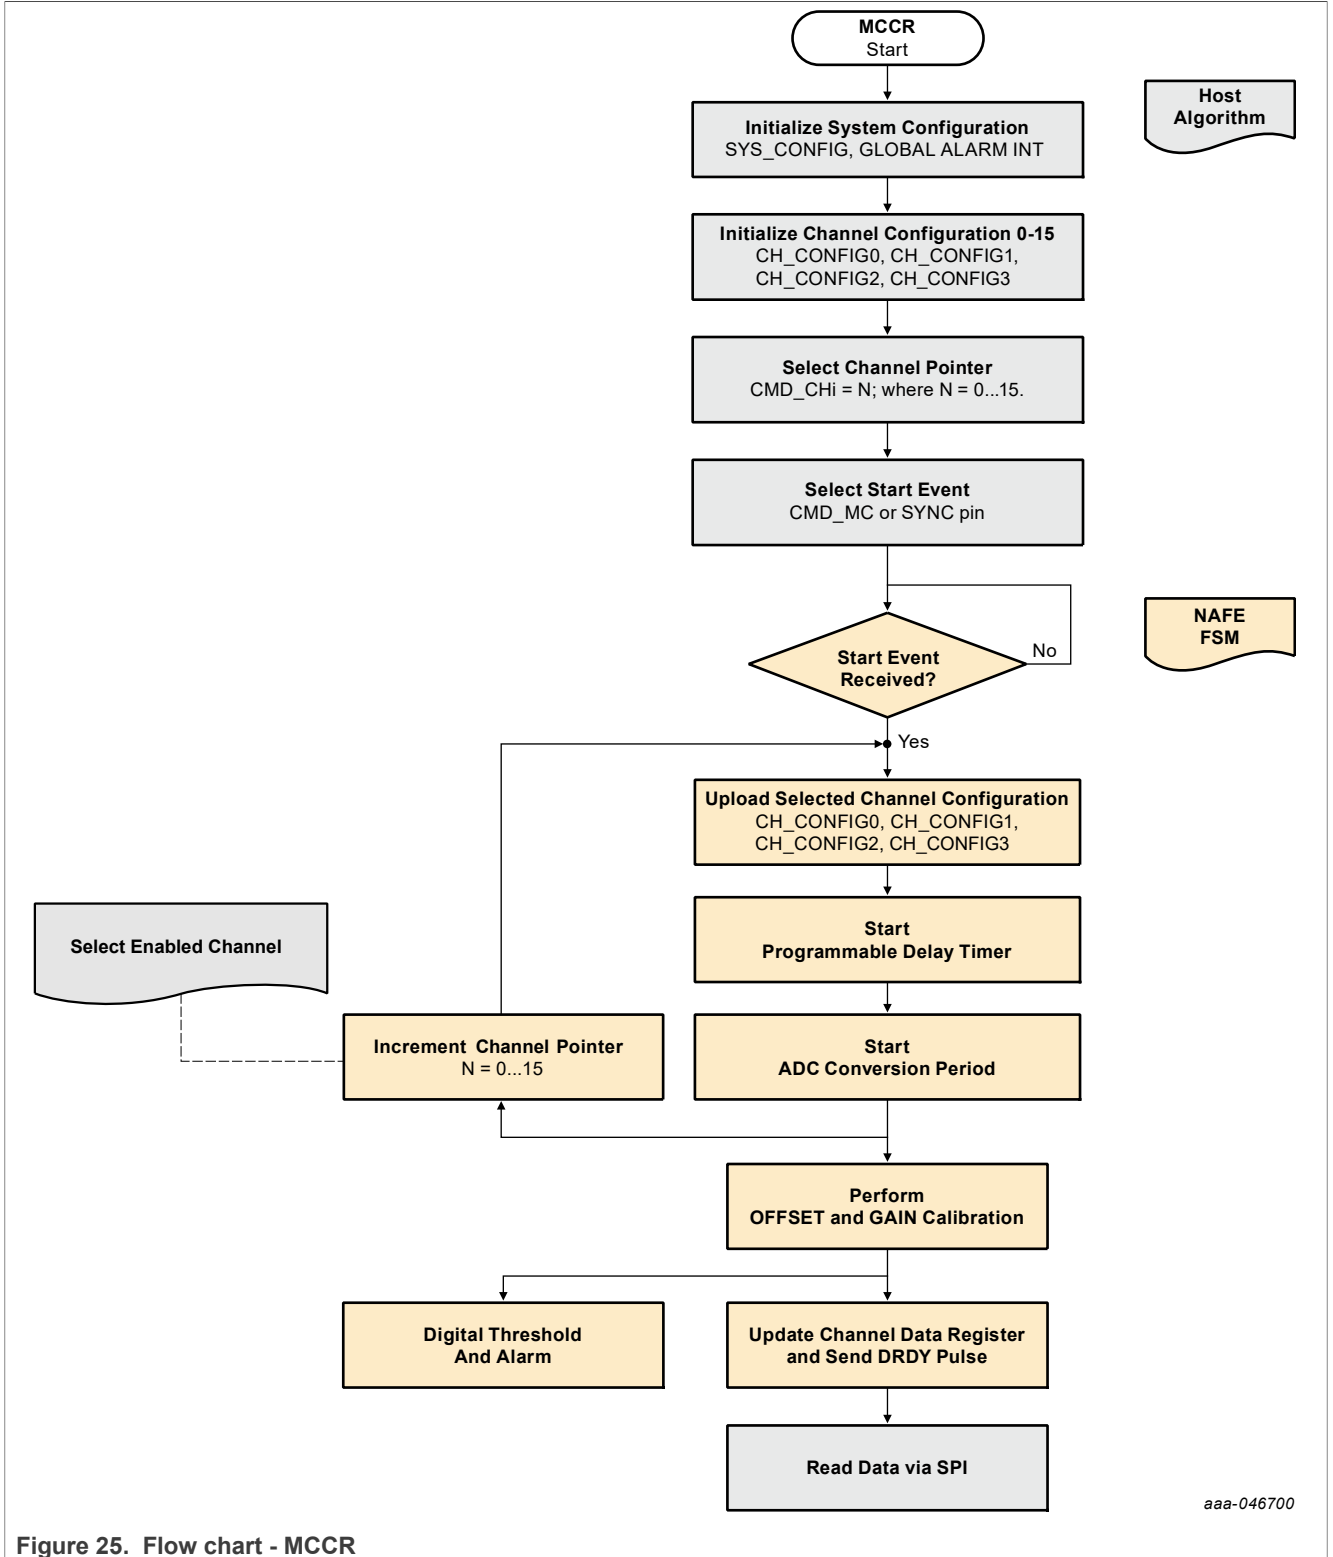 MCCR
Start
Host
Algorithm
Initialize System Configuration
SYS_CONFIG, GLOBAL ALARM INT
Initialize Channel Configuration 0-15
CH_CONFIG0, CH_CONFIG1,
CH_CONFIG2, CH_CONFIG3
Select Channel Pointer
CMD_CHi = N; where N = 0...15.
Select Start Event
CMD_MC or SYNC pin
NAFE
FSM
Start Event
Received?
No
Yes
Upload Selected Channel Configuration
CH_CONFIG0, CH_CONFIG1,
CH_CONFIG2, CH_CONFIG3
Start
Programmable Delay Timer
Select Enabled Channel
Increment Channel Pointer
N = 0...15
Start
ADC Conversion Period
Perform
OFFSET and GAIN Calibration
Digital Threshold
And Alarm
Update Channel Data Register
and Send DRDY Pulse
Read Data via SPI
aaa-046700
Figure 25. Flow chart - MCCR